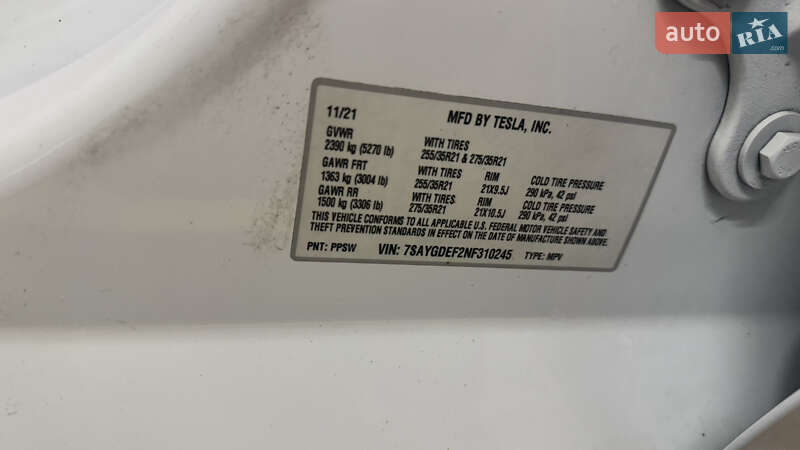 auto RIA.com
11/21 MFD BY TESLA, INC.
GVWR WITH TIRES
2390 kg (5270 lb) 255/35R21 & 275/35R21
GAWR FRT WITH TIRES RIM COLD TIRE PRESSURE
1363 kg (3004 lb) 255/35R21 21X9.5J 290 kPa, 42 psi
GAWR RR WITH TIRES RIM COLD TIRE PRESSURE
1500 kg (3306 lb) 275/35R21 21X10.5J 290 kPa, 42 psi
THIS VEHICLE CONFORMS TO ALL APPLICABLE U.S. FEDERAL MOTOR VEHICLE SAFETY AND
THEFT PREVENTION STANDARDS IN EFFECT ON THE DATE OF MANUFACTURE SHOWN ABOVE.
PNT: PPSW VIN: 7SAYGDEF2NF310245 TYPE: MPV